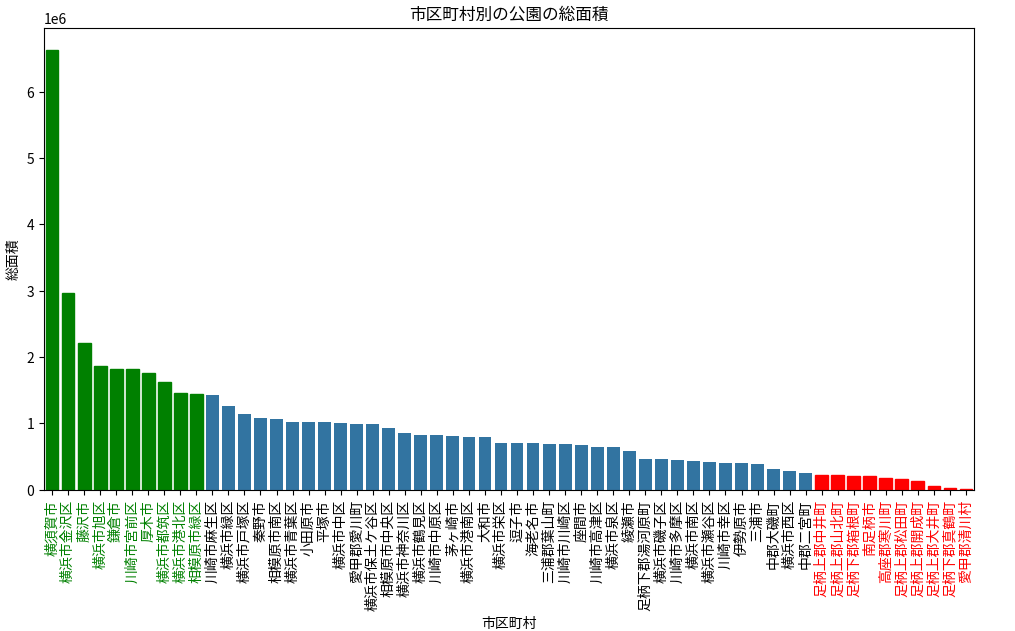 市区町村別の公園の総面積
1e6
6
5
4
3
2
1
0
総面積
横須賀市
横浜市金沢区
藤沢市
横浜市旭区
鎌倉市
川崎市宮前区
厚木市
横浜市都筑区
横浜市港北区
相模原市緑区
川崎市麻生区
横浜市緑区
横浜市戸塚区
秦野市
相模原市南区
横浜市青葉区
小田原市
平塚市
横浜市中区
愛甲郡愛川町
横浜市保土ケ谷区
相模原市中央区
横浜市神奈川区
横浜市鶴見区
川崎市中原区
茅ヶ崎市
横浜市港南区
大和市
横浜市栄区
逗子市
海老名市
三浦郡葉山町
川崎市川崎区
座間市
川崎市高津区
横浜市泉区
綾瀬市
足柄下郡湯河原町
横浜市磯子区
川崎市多摩区
横浜市南区
横浜市瀬谷区
川崎市幸区
伊勢原市
三浦市
中郡大磯町
横浜市西区
中郡二宮町
足柄上郡中井町
足柄上郡山北町
足柄下郡箱根町
南足柄市
高座郡寒川町
足柄上郡松田町
足柄上郡開成町
足柄上郡大井町
足柄下郡真鶴町
愛甲郡清川村
市区町村